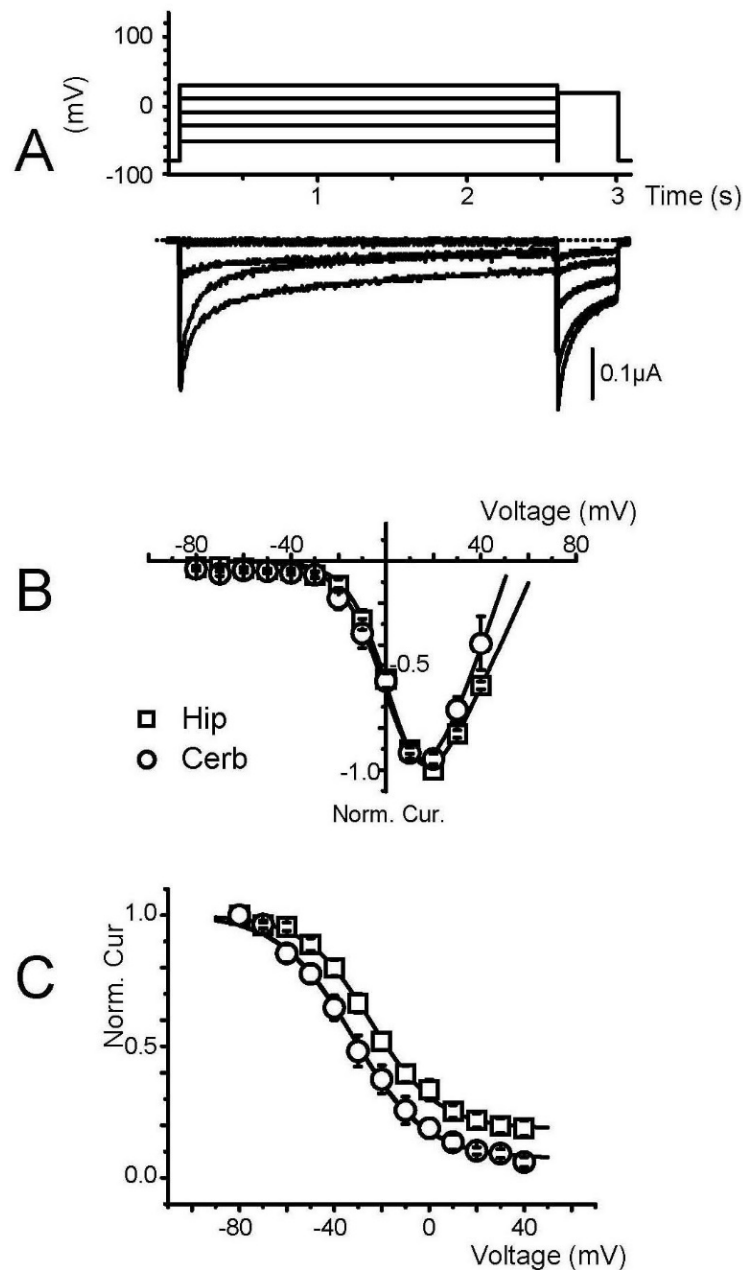 A
(mV)
100
0
-100
1 2 3 Time (s)
0.1µA
B
Voltage (mV)
-80 -40 40 80
-0.5
-1.0
Hip
Cerb
Norm. Cur.
C
Norm. Cur
1.0
0.5
0.0
-80 -40 0 40
Voltage (mV)